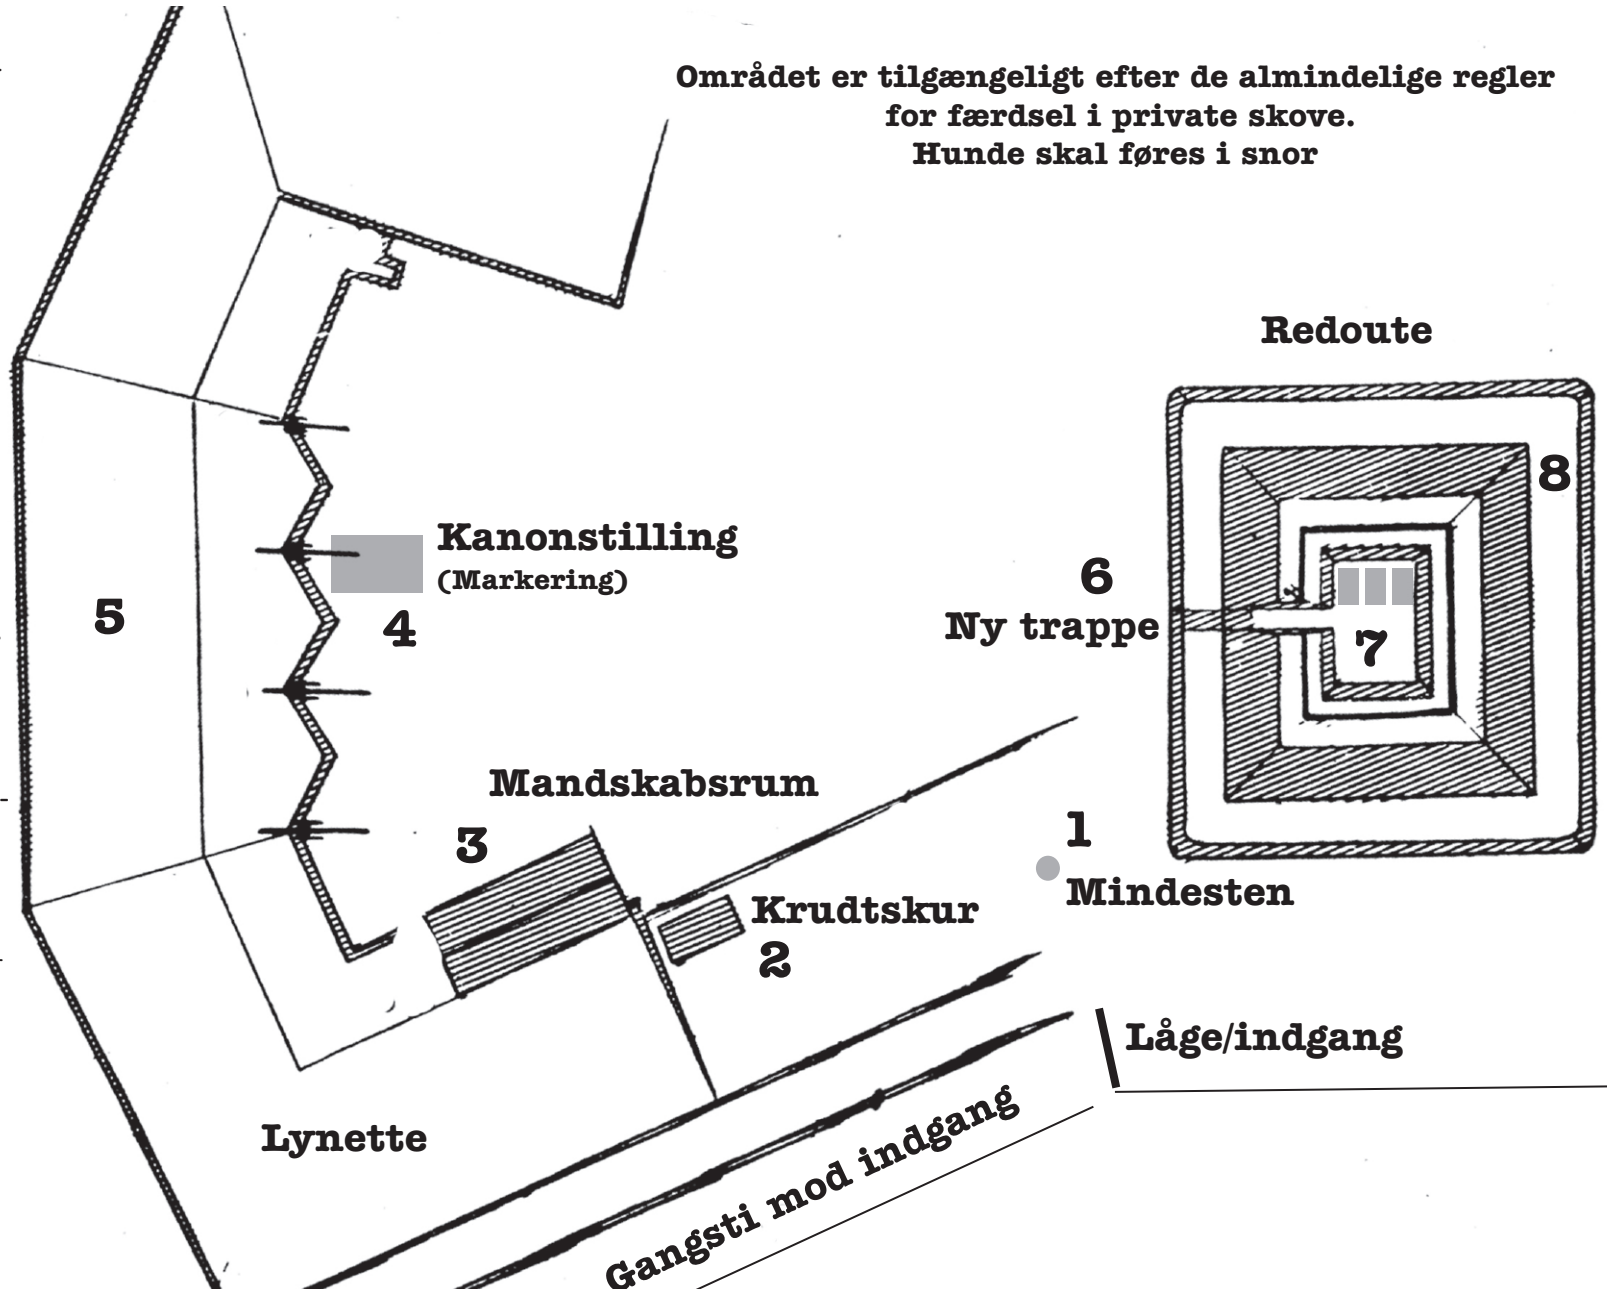 Området er tilgængeligt efter de almindelige regler
for færdsel i private skove.
Hunde skal føres i snor
Redoute
8
Kanonstilling
(Markering)
4
5
6
Ny trappe
7
Mandskabsrum
3
1
Mindesten
Krudtskur
2
Låge/indgang
Lynette
Gangsti mod indgang